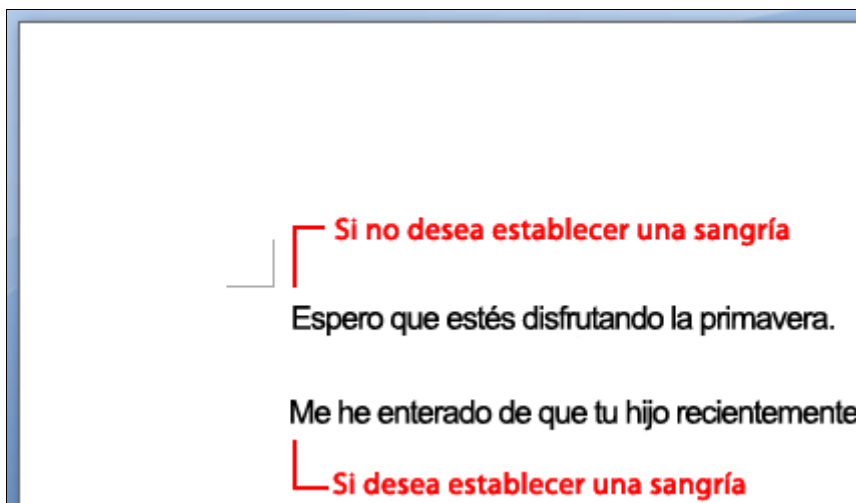 Si no desea establecer una sangría
Espero que estés disfrutando la primavera.
Me he enterado de que tu hijo recientemente
Si desea establecer una sangría